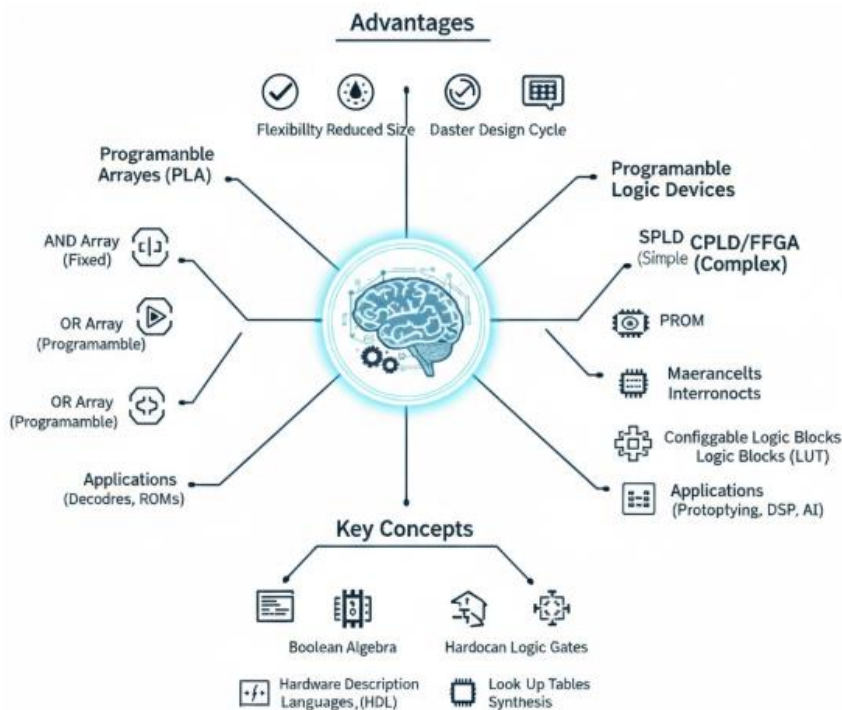 Advantages
Flexibility Reduced Size Daster Design Cycle
Programanble
Arrayes (PLA)
Programanble
Logic Devices
AND Array
(Fixed)
SPLD CPLD/FFGA
(Simple (Complex)
OR Array
(Programamble)
PROM
Maerancelts
Interronocts
OR Array
(Programamble)
Configgable Logic Blocks
Logic Blocks (LUT)
Applications
(Decodres, ROMs)
Applications
(Protoptying, DSP, AI)
Key Concepts
Boolean Algebra
Hardocan Logic Gates
Hardware Description
Languages, (HDL)
Look Up Tables
Synthesis